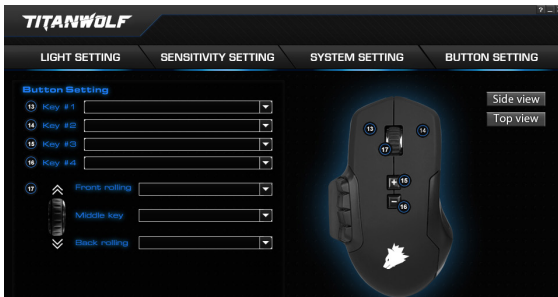 ? –
TITANWOLF
LIGHT SETTING SENSITIVITY SETTING SYSTEM SETTING BUTTON SETTING
Button Setting
13 Key #1
14 Key #2
15 Key #3
16 Key #4
17 Front rolling
Middle key
Back rolling
Side view
Top view
13 14
17
+ 15
– 16